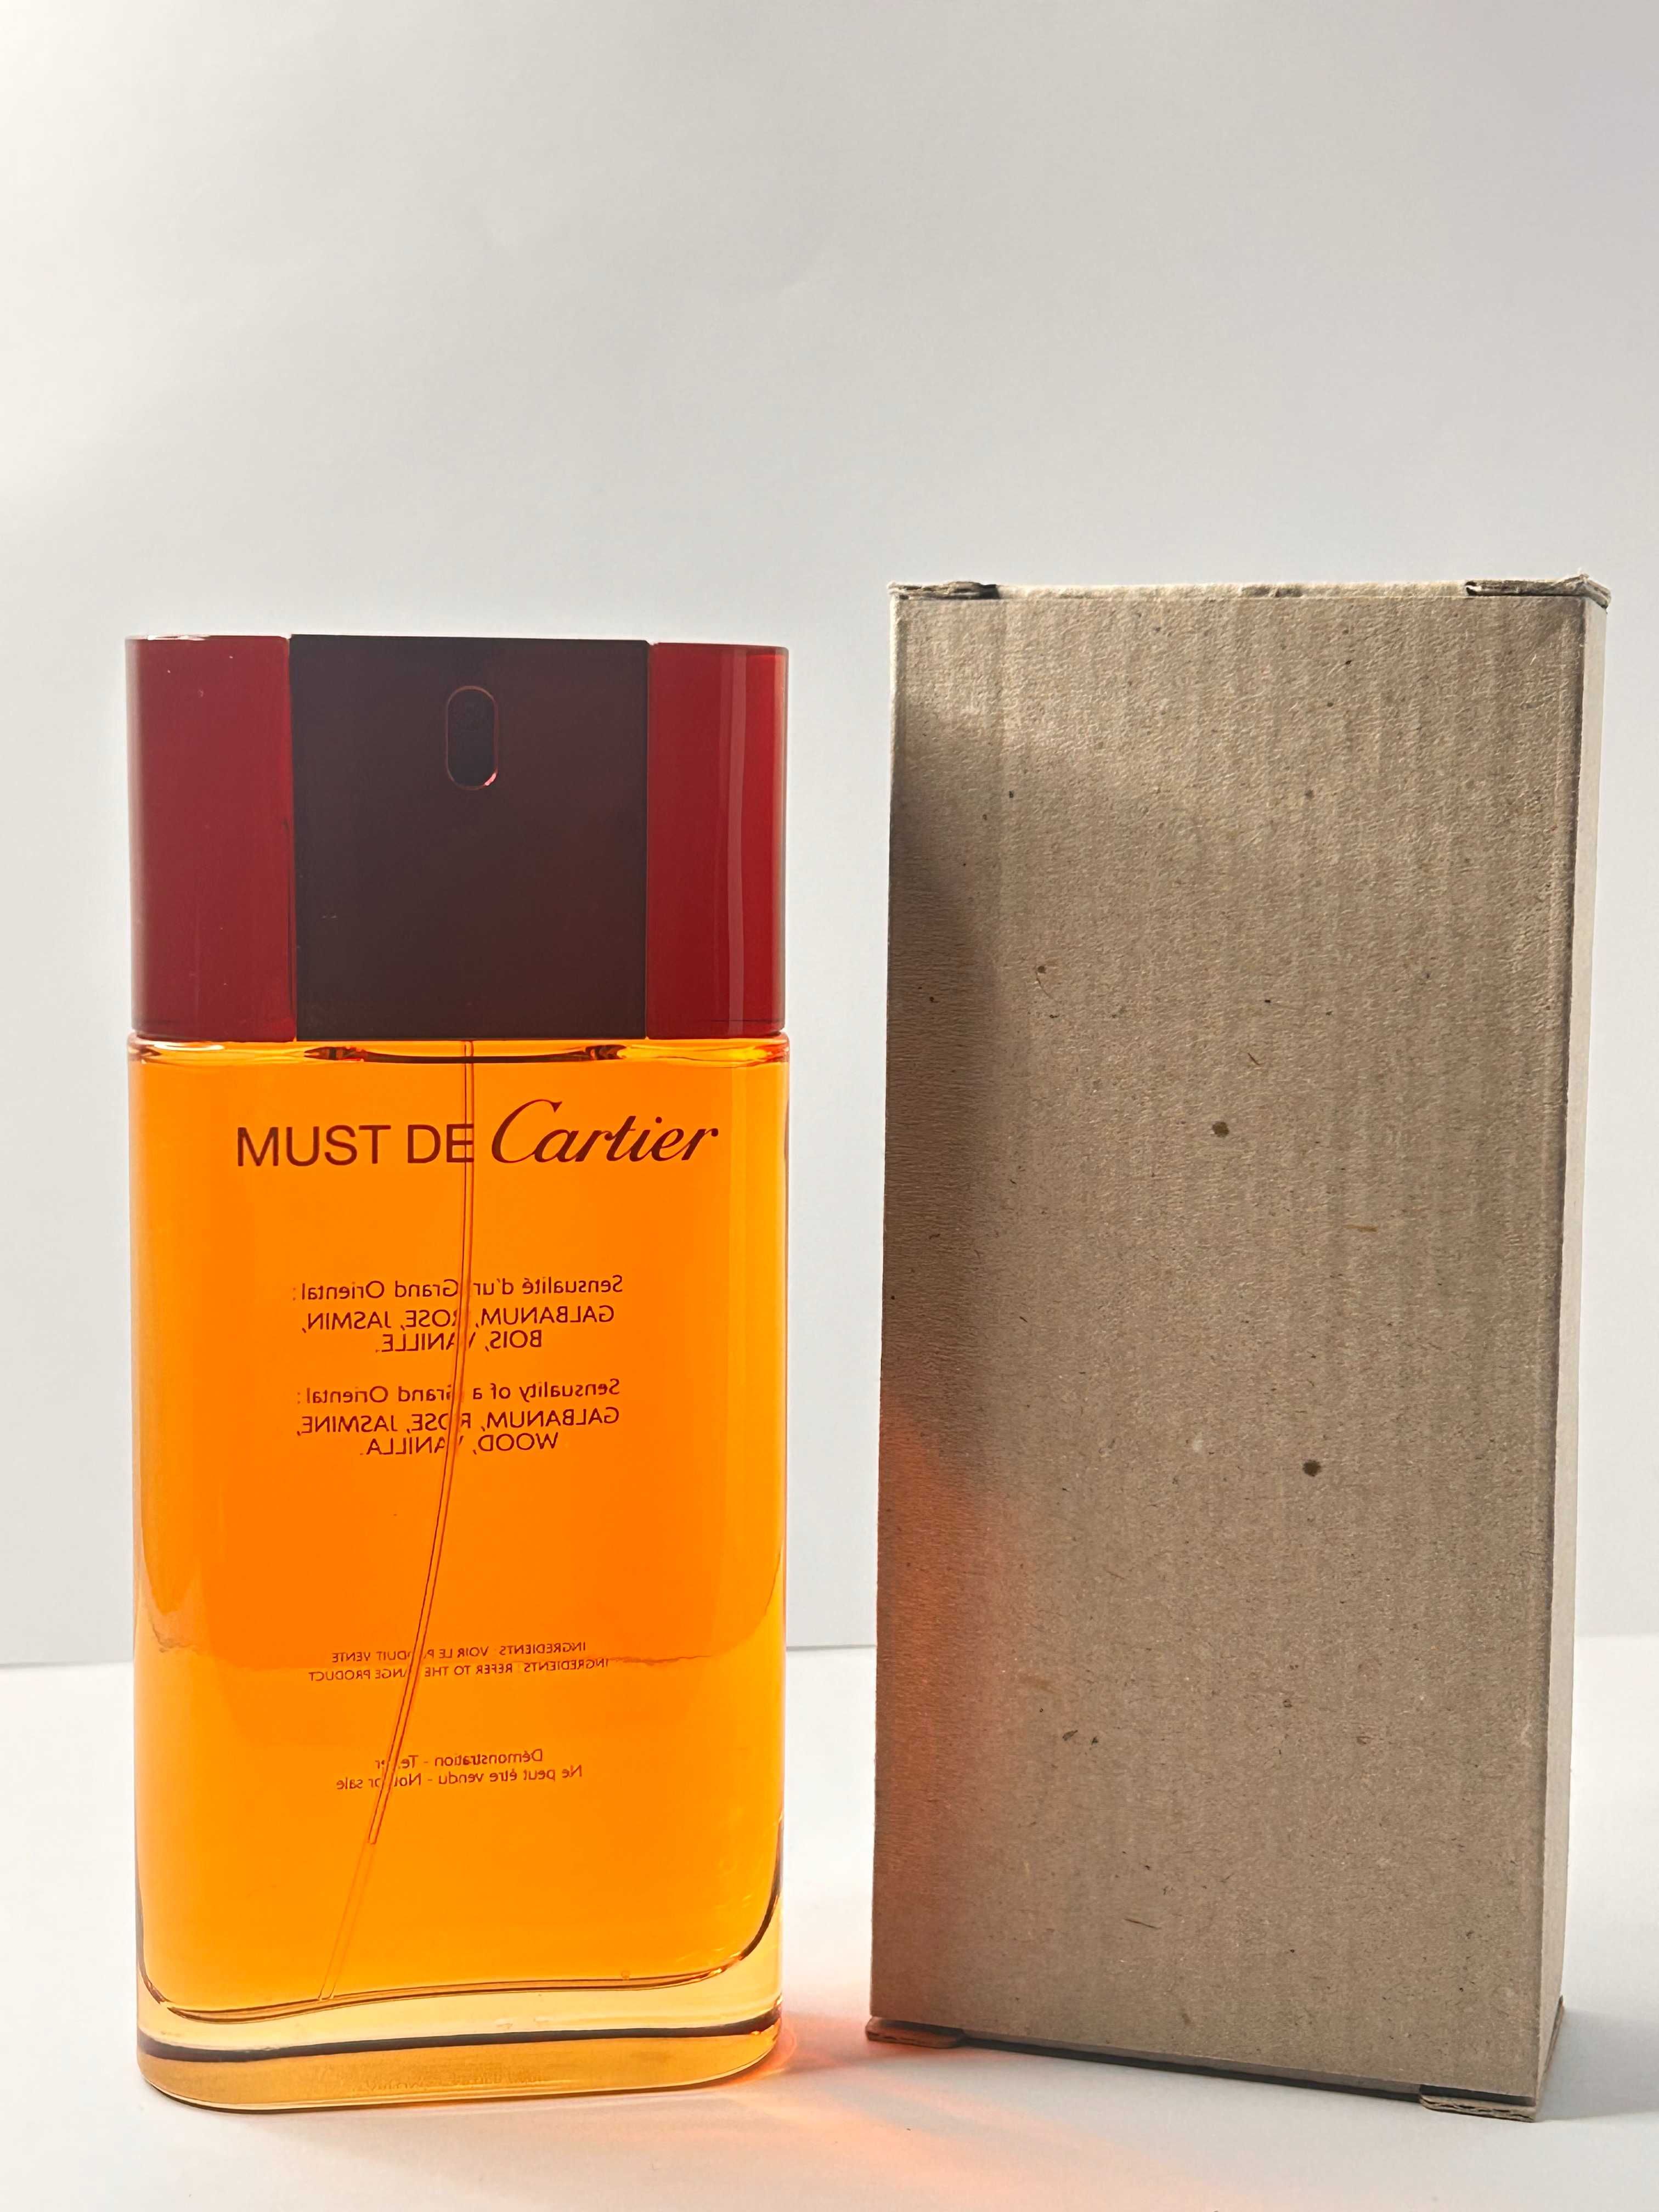 MUST DE Cartier
Sensualité d'un Grand Oriental :
GALBANUM, ROSE, JASMIN,
BOIS, VANILLE.
Sensuality of a Grand Oriental :
GALBANUM, ROSE, JASMINE,
WOOD, VANILLA.
INGREDIENTS : VOIR LE PRODUIT VENTE
INGREDIENTS : REFER TO THE RANGE PRODUCT
Démonstration - Tester
Ne peut être vendu - Not for sale